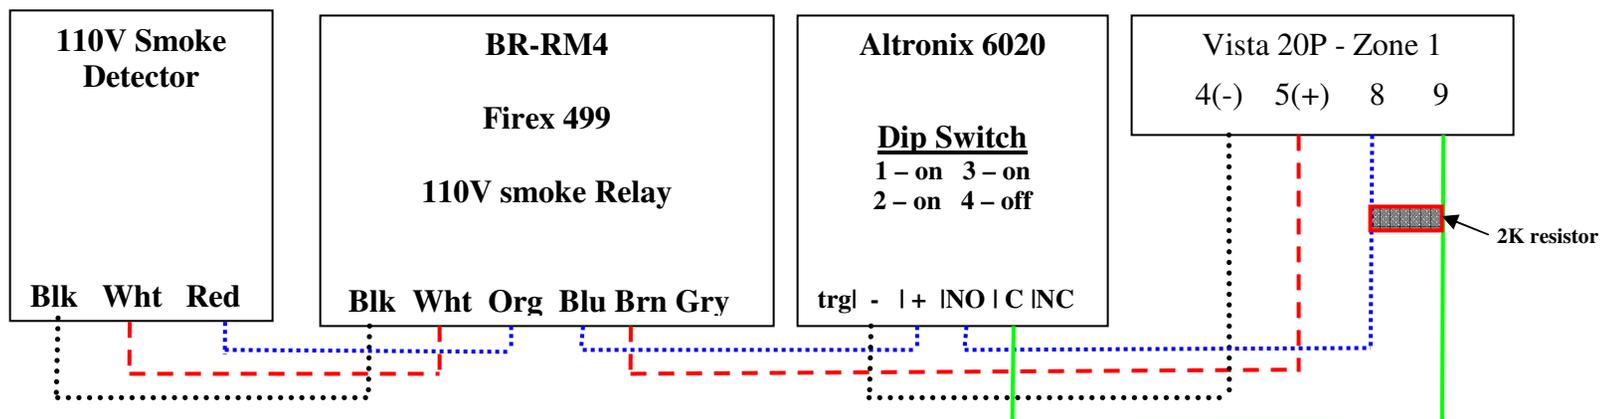 110V Smoke
Detector
Blk Wht Red
BR-RM4
Firex 499
110V smoke Relay
Blk Wht Org Blu Brn Gry
Altronix 6020
Dip Switch
1 – on 3 – on
2 – on 4 – off
trg| - | + |NO | C |NC
Vista 20P - Zone 1
4(-) 5(+) 8 9
2K resistor